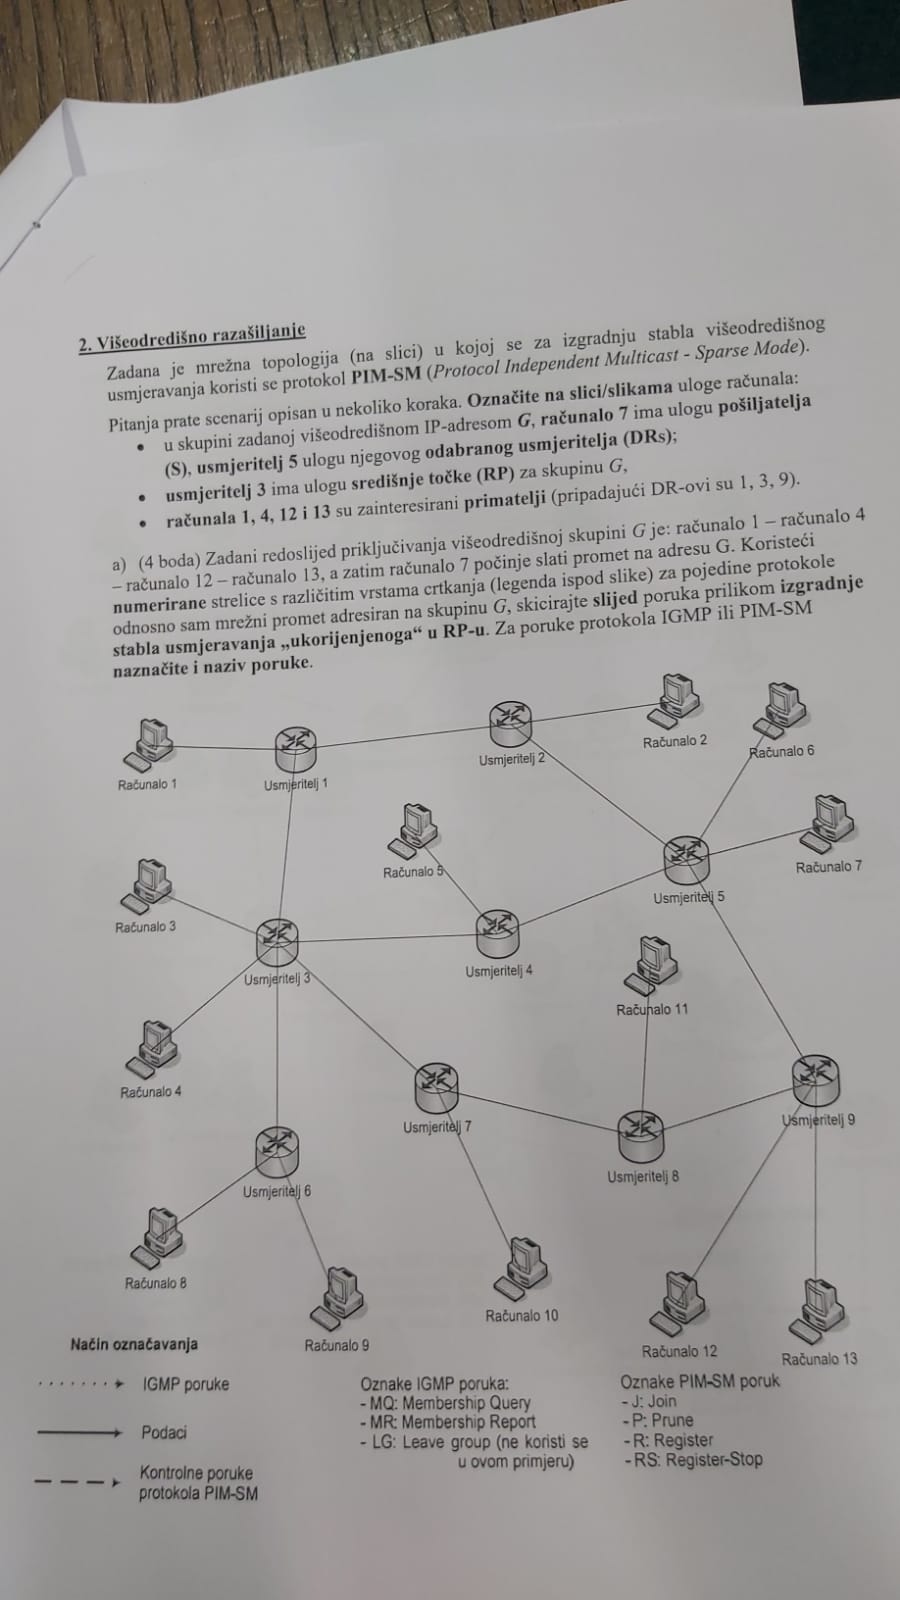 2. Višeodredišno razašiljanje
Zadana je mrežna topologija (na slici) u kojoj se za izgradnju stabla višeodredišnog
usmjeravanja koristi se protokol PIM-SM (Protocol Independent Multicast - Sparse Mode).
Pitanja prate scenarij opisan u nekoliko koraka. Označite na slici/slikama uloge računala:
• u skupini zadanoj višeodredišnom IP-adresom G, računalo 7 ima ulogu pošiljatelja
(S), usmjeritelj 5 ulogu njegovog odabranog usmjeritelja (DRs);
• usmjeritelj 3 ima ulogu središnje točke (RP) za skupinu G,
• računala 1, 4, 12 i 13 su zainteresirani primatelji (pripadajući DR-ovi su 1, 3, 9).
a) (4 boda) Zadani redoslijed priključivanja višeodredišnoj skupini G je: računalo 1 – računalo 4
– računalo 12 – računalo 13, a zatim računalo 7 počinje slati promet na adresu G. Koristeći
numerirane strelice s različitim vrstama crtkanja (legenda ispod slike) za pojedine protokole
odnosno sam mrežni promet adresiran na skupinu G, skicirajte slijed poruka prilikom izgradnje
stabla usmjeravanja „ukorijenjenoga“ u RP-u. Za poruke protokola IGMP ili PIM-SM
naznačite i naziv poruke.
Računalo 1
Usmjeritelj 1
Usmjeritelj 2
Računalo 2
Računalo 6
Računalo 5
Računalo 7
Usmjeritelj 5
Računalo 3
Usmjeritelj 3
Usmjeritelj 4
Računalo 11
Računalo 4
Usmjeritelj 7
Usmjeritelj 9
Usmjeritelj 6
Usmjeritelj 8
Računalo 8
Računalo 9
Računalo 10
Računalo 12
Računalo 13
Način označavanja
IGMP poruke
Podaci
Kontrolne poruke
protokola PIM-SM
Oznake IGMP poruka:
- MQ: Membership Query
- MR: Membership Report
- LG: Leave group (ne koristi se
u ovom primjeru)
Oznake PIM-SM poruk
- J: Join
- P: Prune
- R: Register
- RS: Register-Stop